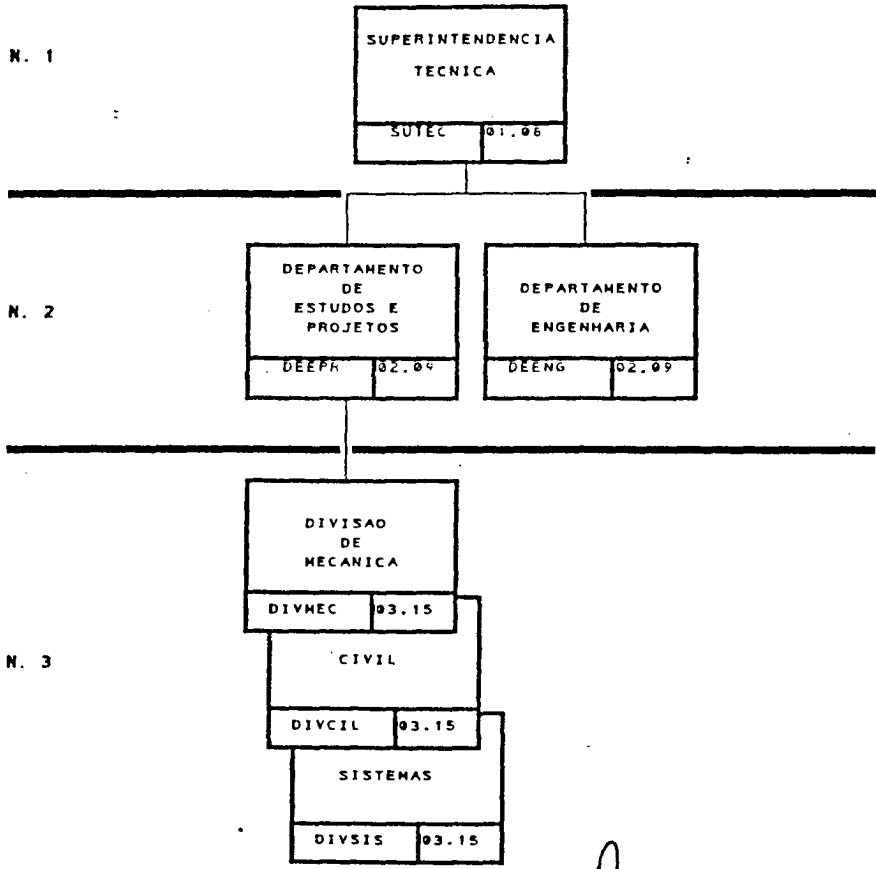 N. 1
SUPERINTENDENCIA
TECNICA
SUTEC 01.06
N. 2
DEPARTAMENTO
DE
ESTUDOS E
PROJETOS
DEEPR 02.04
DEPARTAMENTO
DE
ENGENHARIA
DEENG 02.09
N. 3
DIVISAO
DE
MECANICA
DIVMEC 03.15
CIVIL
DIVCIL 03.15
SISTEMAS
DIVSIS 03.15